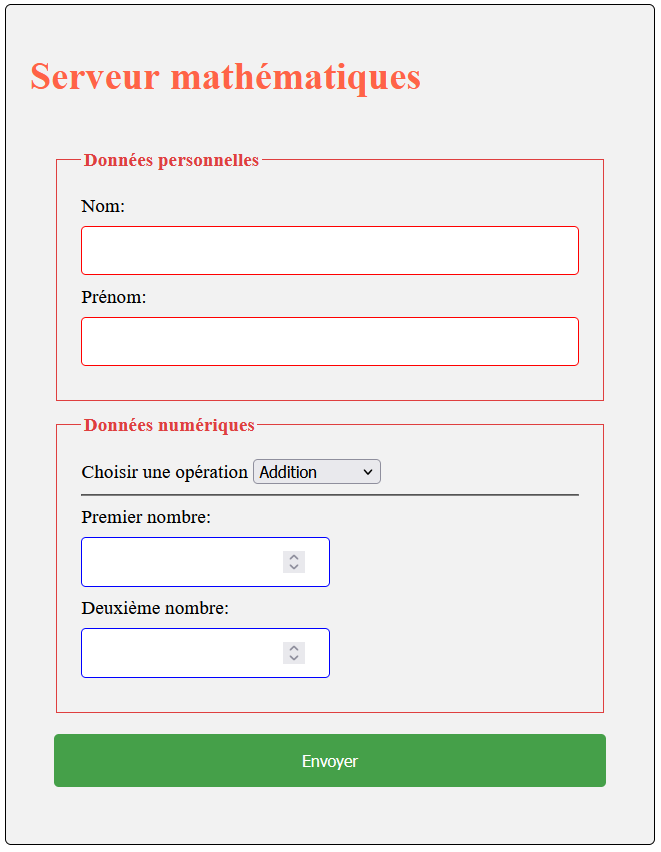 Serveur mathématiques
Données personnelles
Nom:
Prénom:
Données numériques
Choisir une opération Addition
Premier nombre:
Deuxième nombre:
Envoyer